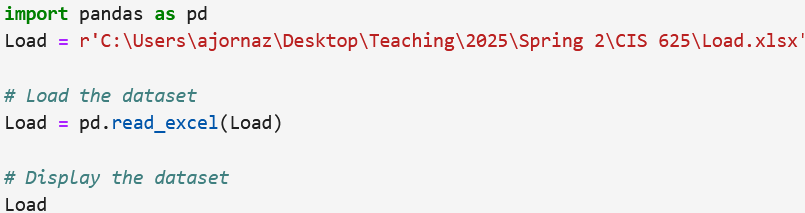 import pandas as pd
Load = r'C:\Users\ajornaz\Desktop\Teaching\2025\Spring 2\CIS 625\Load.xlsx'
# Load the dataset
Load = pd.read_excel(Load)
# Display the dataset
Load